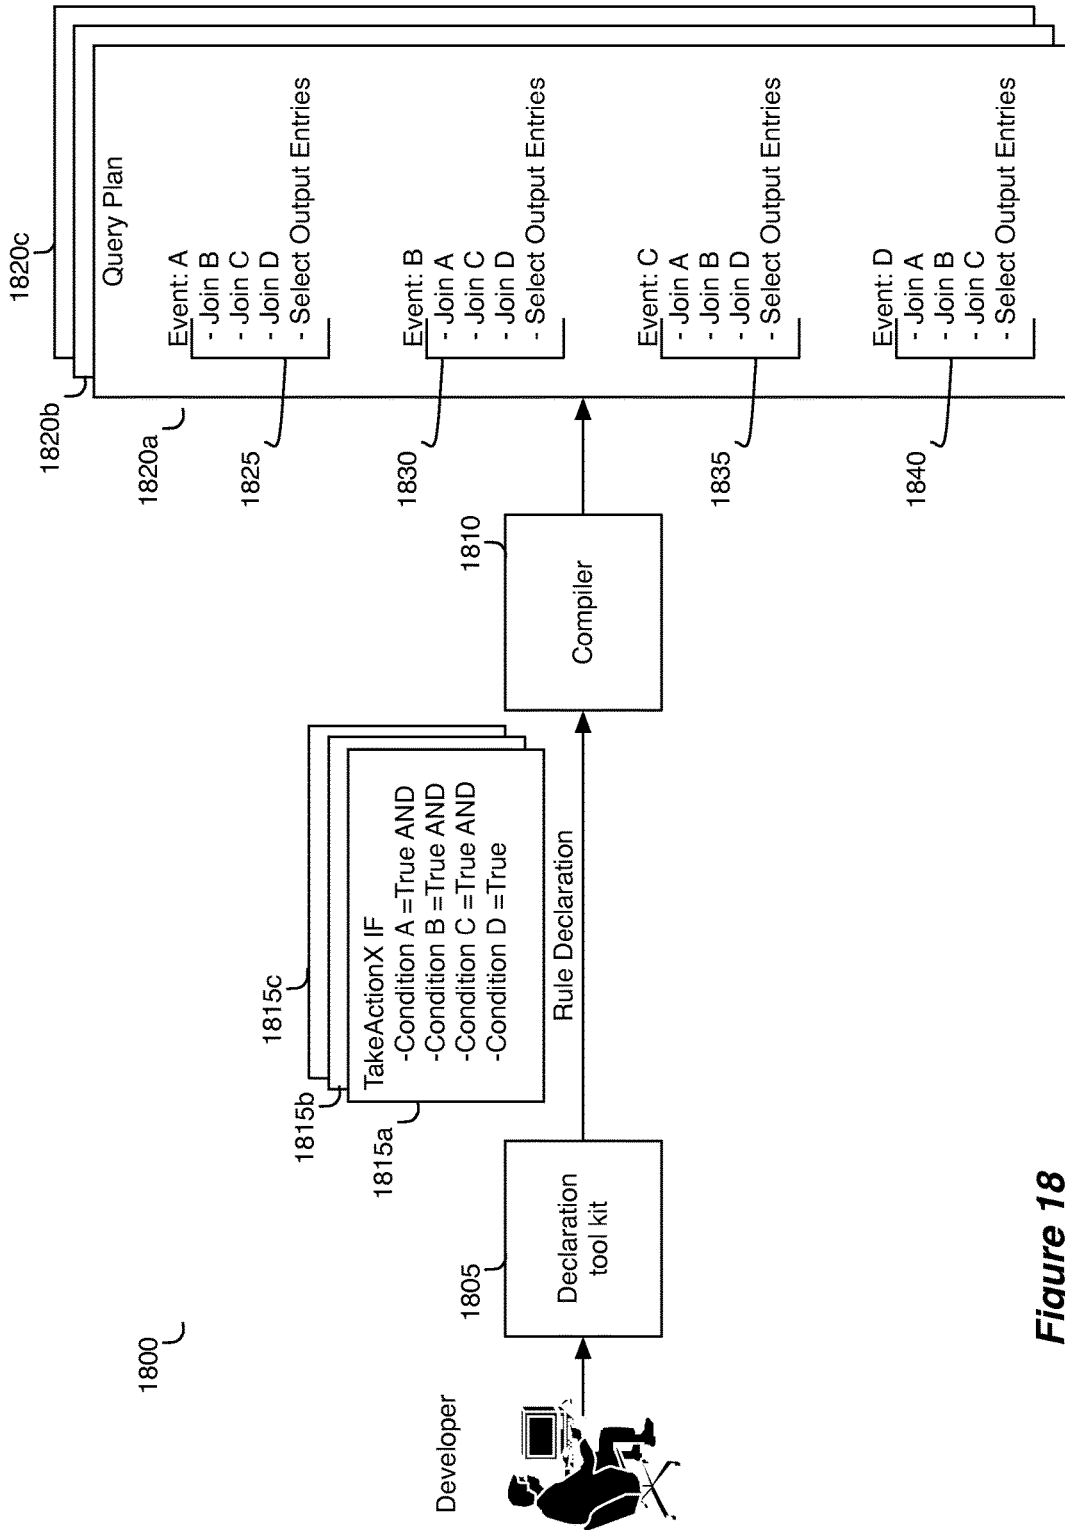 1800
Developer
1805
Declaration
tool kit
1815a
1815b
1815c
TakeActionX IF
-Condition A =True AND
-Condition B =True AND
-Condition C =True AND
-Condition D =True
Rule Declaration
1810
Compiler
1820a
1820b
1820c
Query Plan
1825
Event: A
- Join B
- Join C
- Join D
- Select Output Entries
1830
Event: B
- Join A
- Join C
- Join D
- Select Output Entries
1835
Event: C
- Join A
- Join B
- Join D
- Select Output Entries
1840
Event: D
- Join A
- Join B
- Join C
- Select Output Entries
Figure 18